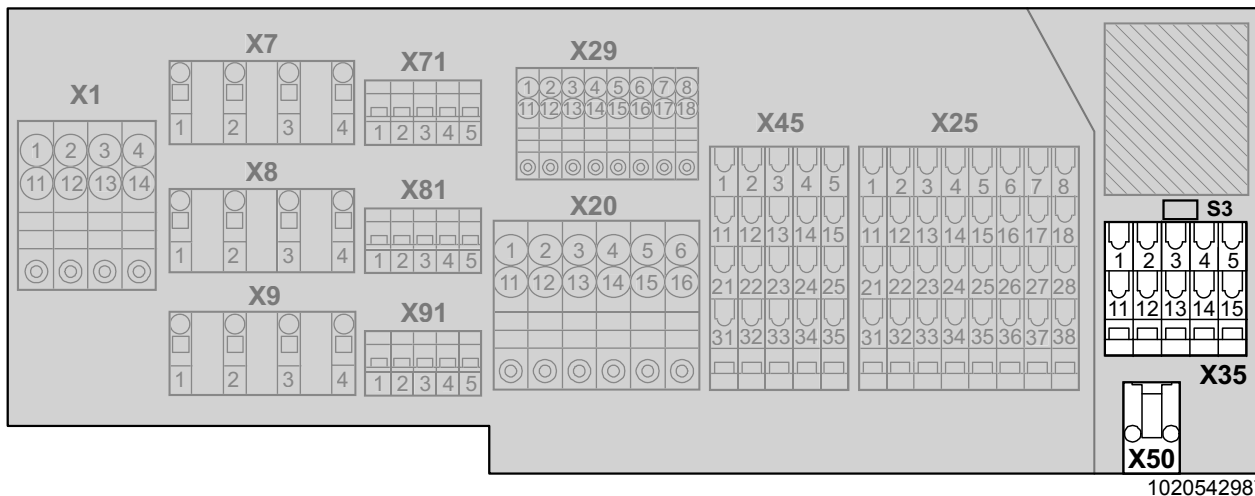 X1
1 2 3 4
11 12 13 14
X7
1 2 3 4
X8
1 2 3 4
X9
1 2 3 4
X71
1 2 3 4 5
X81
1 2 3 4 5
X91
1 2 3 4 5
X29
1 2 3 4 5 6 7 8
11 12 13 14 15 16 17 18
X20
1 2 3 4 5 6
11 12 13 14 15 16
X45
1 2 3 4 5
11 12 13 14 15
21 22 23 24 25
31 32 33 34 35
X25
1 2 3 4 5 6 7 8
11 12 13 14 15 16 17 18
21 22 23 24 25 26 27 28
31 32 33 34 35 36 37 38
S3
1 2 3 4 5
11 12 13 14 15
X35
X50
102054298